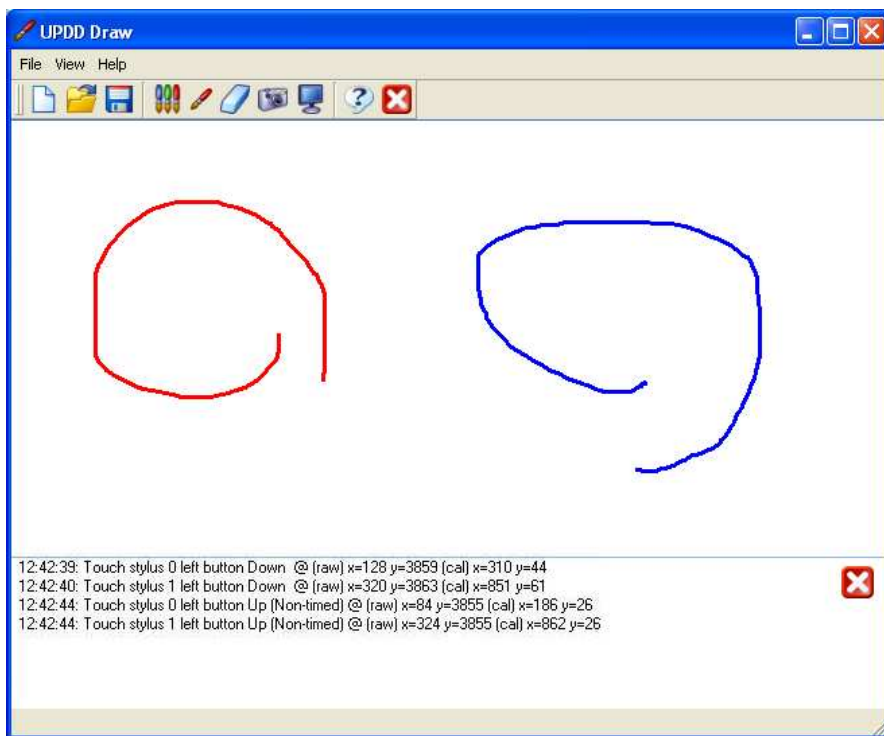 UPDD Draw
File View Help
12:42:39: Touch stylus 0 left button Down @ (raw) x=128 y=3859 (cal) x=310 y=44
12:42:40: Touch stylus 1 left button Down @ (raw) x=320 y=3863 (cal) x=851 y=61
12:42:44: Touch stylus 0 left button Up (Non-timed) @ (raw) x=84 y=3855 (cal) x=186 y=26
12:42:44: Touch stylus 1 left button Up (Non-timed) @ (raw) x=324 y=3855 (cal) x=862 y=26